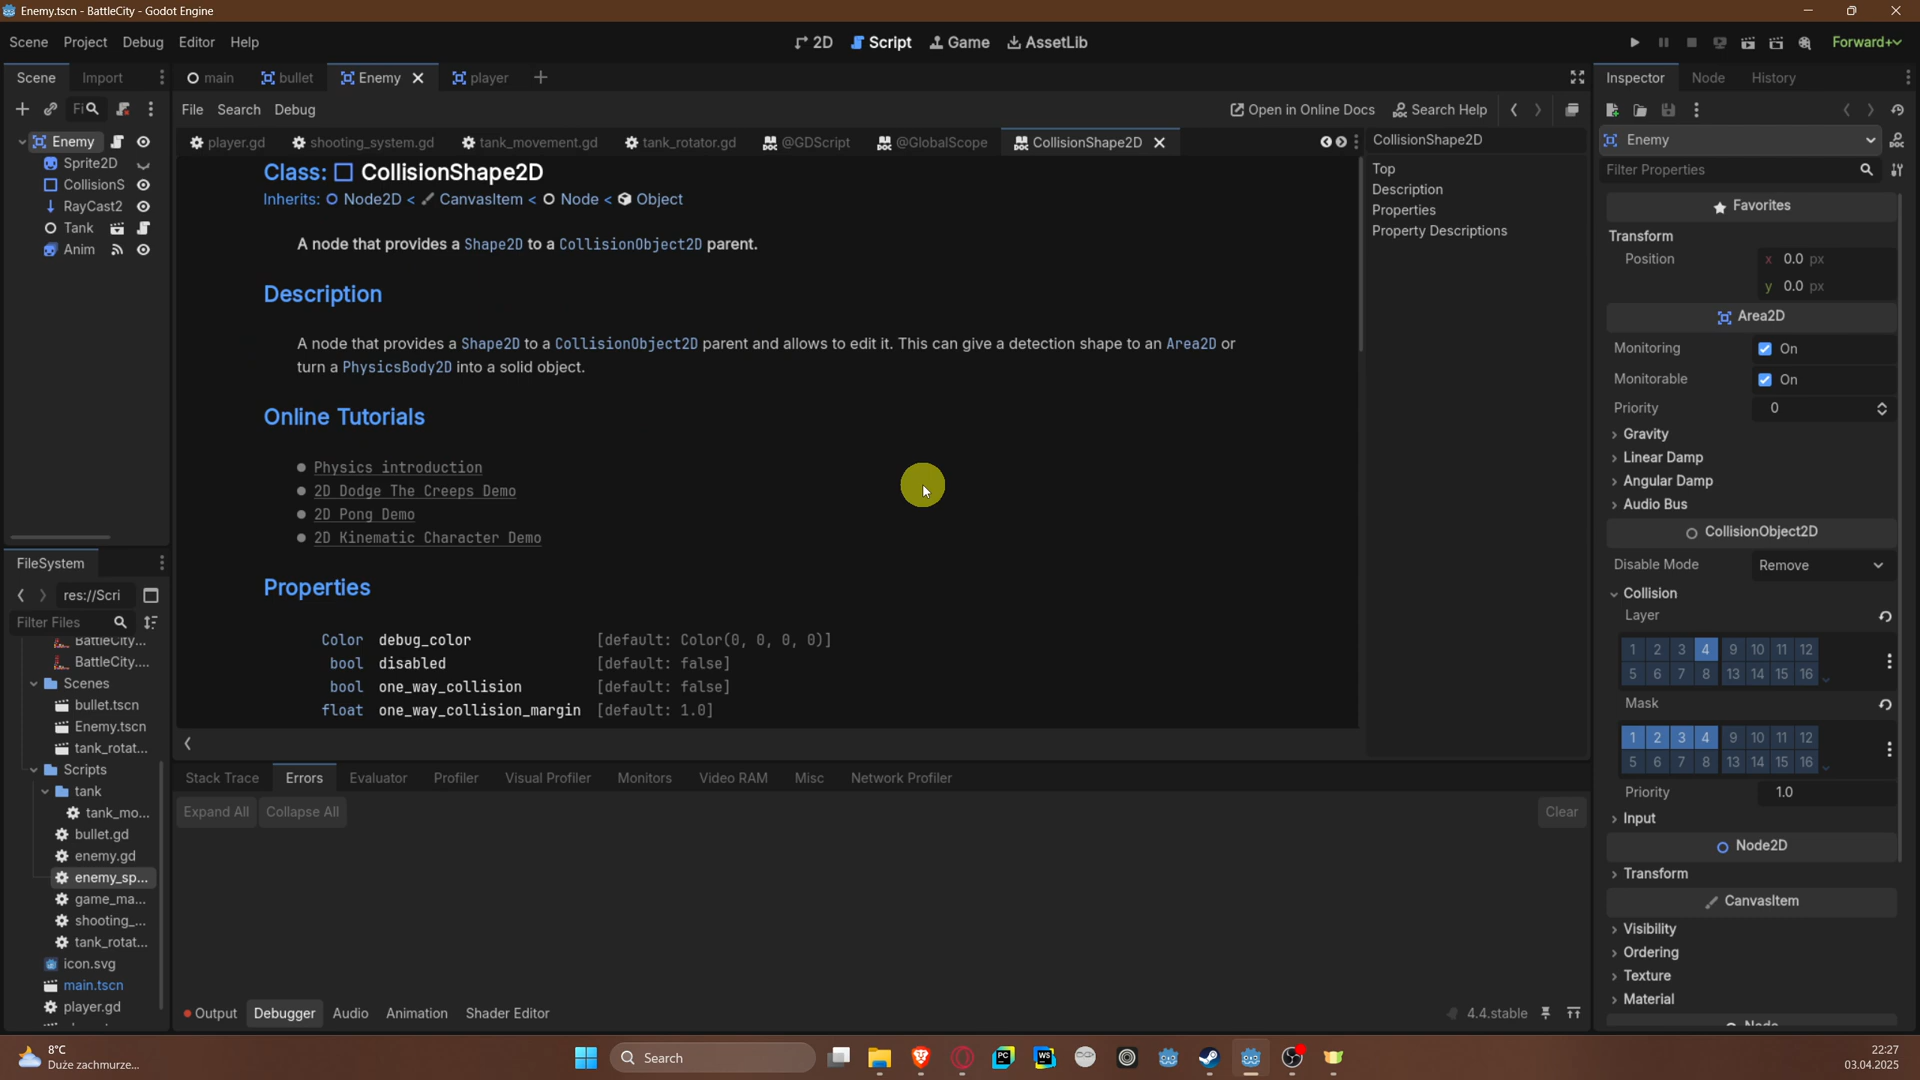 Enemy.tscn - BattleCity - Godot Engine
Scene Project Debug Editor Help
2D Script Game AssetLib
Forward+
Scene Import
main bullet Enemy player
Inspector Node History
File Search Debug
Open in Online Docs Search Help
Fi
player.gd shooting_system.gd tank_movement.gd tank_rotator.gd @GDScript @GlobalScope CollisionShape2D
Enemy
Sprite2D
CollisionS
RayCast2
Tank
Anim
Class: CollisionShape2D
Inherits: Node2D < CanvasItem < Node < Object
A node that provides a Shape2D to a CollisionObject2D parent.
Description
A node that provides a Shape2D to a CollisionObject2D parent and allows to edit it. This can give a detection shape to an Area2D or
turn a PhysicsBody2D into a solid object.
Online Tutorials
Physics introduction
2D Dodge The Creeps Demo
2D Pong Demo
2D Kinematic Character Demo
Properties
Color debug_color [default: Color(0, 0, 0, 0)]
bool disabled [default: false]
bool one_way_collision [default: false]
float one_way_collision_margin [default: 1.0]
CollisionShape2D
Top
Description
Properties
Property Descriptions
Enemy
Filter Properties
Favorites
Transform
Position x 0.0 px
y 0.0 px
Area2D
Monitoring On
Monitorable On
Priority 0
Gravity
Linear Damp
Angular Damp
Audio Bus
CollisionObject2D
Disable Mode Remove
Collision
Layer
1 2 3 4 9 10 11 12
5 6 7 8 13 14 15 16
Mask
1 2 3 4 9 10 11 12
5 6 7 8 13 14 15 16
Priority 1.0
Input
Node2D
Transform
CanvasItem
Visibility
Ordering
Texture
Material
Node
FileSystem
res://Scri
Filter Files
BattleCity...
BattleCity....
Scenes
bullet.tscn
Enemy.tscn
tank_rotat...
Scripts
tank
tank_mo...
bullet.gd
enemy.gd
enemy_sp...
game_ma...
shooting_...
tank_rotat...
icon.svg
main.tscn
player.gd
Stack Trace Errors Evaluator Profiler Visual Profiler Monitors Video RAM Misc Network Profiler
Expand All Collapse All Clear
Output Debugger Audio Animation Shader Editor
4.4.stable
8°C
Duże zachmurze...
Search
PC WS
22:27
03.04.2025